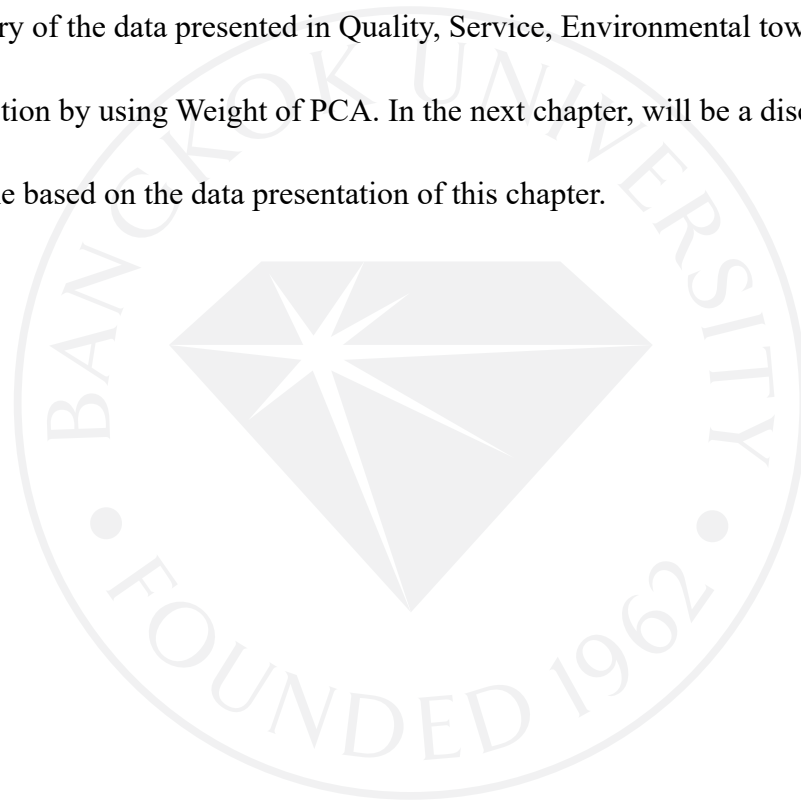 ry of the data presented in Quality, Service, Environmental tow
tion by using Weight of PCA. In the next chapter, will be a disc
e based on the data presentation of this chapter.
BANGKOK UNIVERSITY
FOUNDED 1962